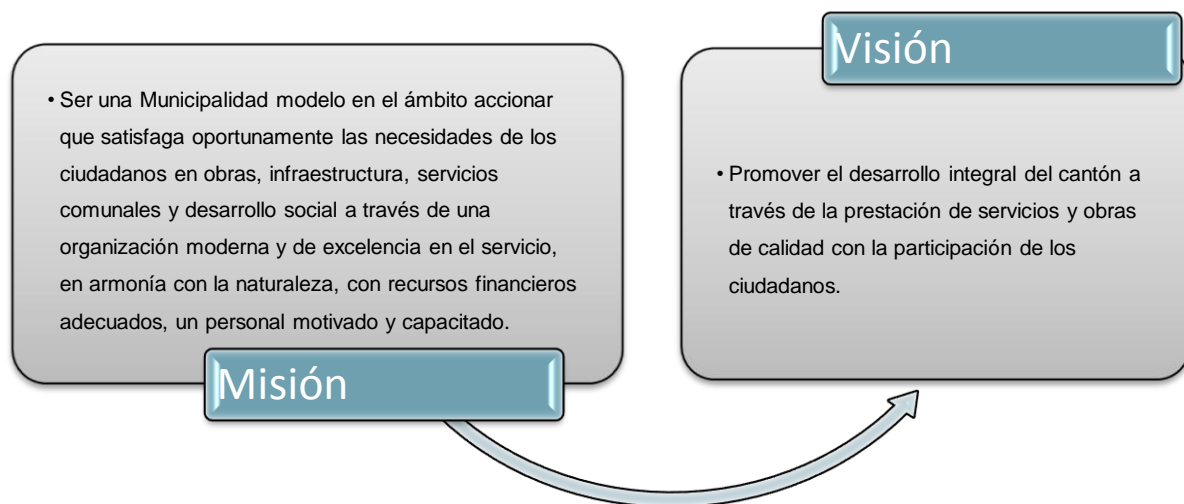 • Ser una Municipalidad modelo en el ámbito accionar
que satisfaga oportunamente las necesidades de los
ciudadanos en obras, infraestructura, servicios
comunales y desarrollo social a través de una
organización moderna y de excelencia en el servicio,
en armonía con la naturaleza, con recursos financieros
adecuados, un personal motivado y capacitado.
Misión
Visión
• Promover el desarrollo integral del cantón a
través de la prestación de servicios y obras
de calidad con la participación de los
ciudadanos.